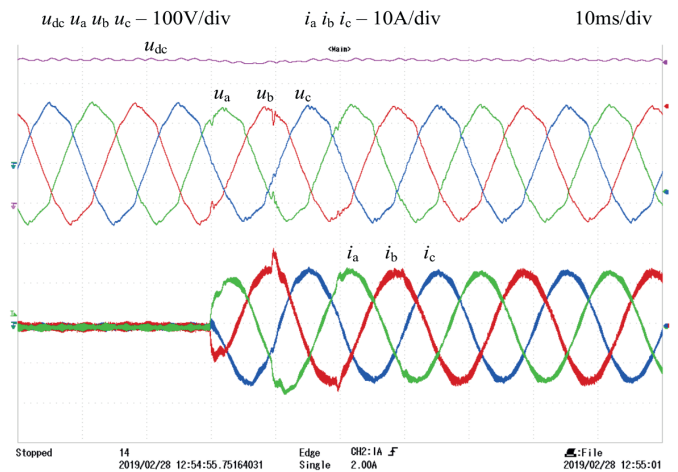 udc ua ub uc – 100V/div ia ib ic – 10A/div 10ms/div
udc <Main>
ua ub uc
ia ib ic
Stopped 14 Edge CH2:1A :File
2019/02/28 12:54:55.75164031 Single 2.00A 2019/02/28 12:55:01